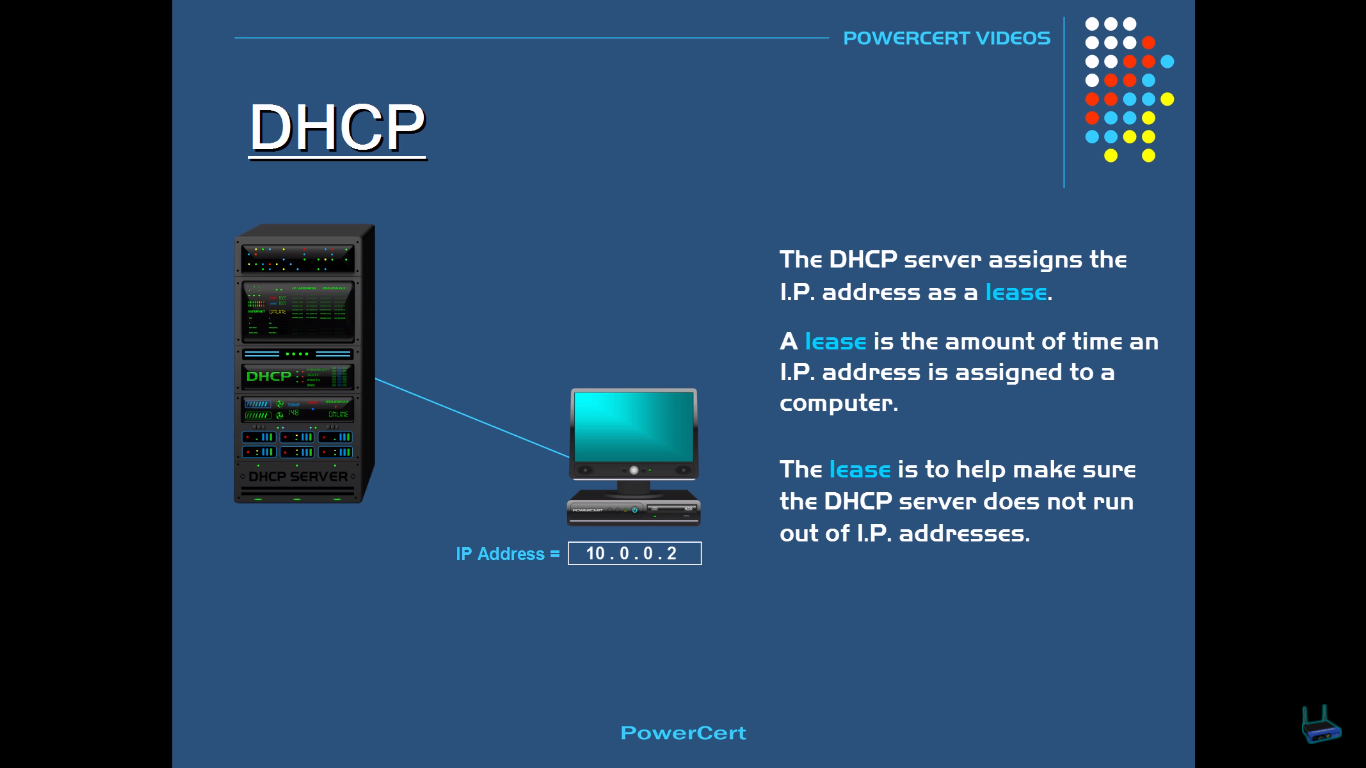 POWERCERT VIDEOS
DHCP
The DHCP server assigns the
I.P. address as a lease.
A lease is the amount of time an
I.P. address is assigned to a
computer.
The lease is to help make sure
the DHCP server does not run
out of I.P. addresses.
DHCP
ONLINE
DHCP SERVER
POWERCERT
IP Address = 10.0.0.2
PowerCert